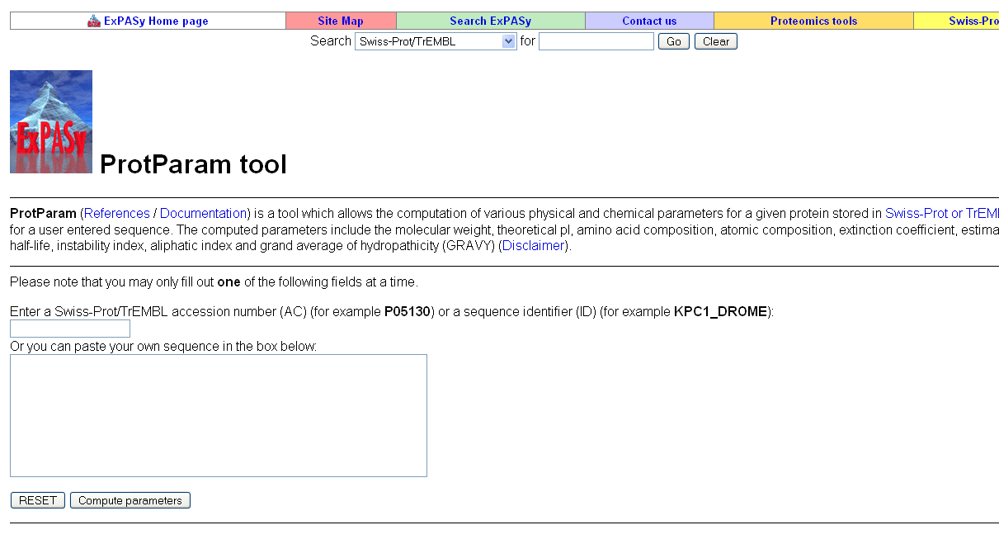 ExPASy Home page Site Map Search ExPASy Contact us Proteomics tools Swiss-Pro
Search Swiss-Prot/TrEMBL for Go Clear
ExPASy
ProtParam tool
ProtParam (References / Documentation) is a tool which allows the computation of various physical and chemical parameters for a given protein stored in Swiss-Prot or TrEM
for a user entered sequence. The computed parameters include the molecular weight, theoretical pI, amino acid composition, atomic composition, extinction coefficient, estima
half-life, instability index, aliphatic index and grand average of hydropathicity (GRAVY) (Disclaimer).
Please note that you may only fill out one of the following fields at a time.
Enter a Swiss-Prot/TrEMBL accession number (AC) (for example P05130) or a sequence identifier (ID) (for example KPC1_DROME):
Or you can paste your own sequence in the box below:
RESET Compute parameters